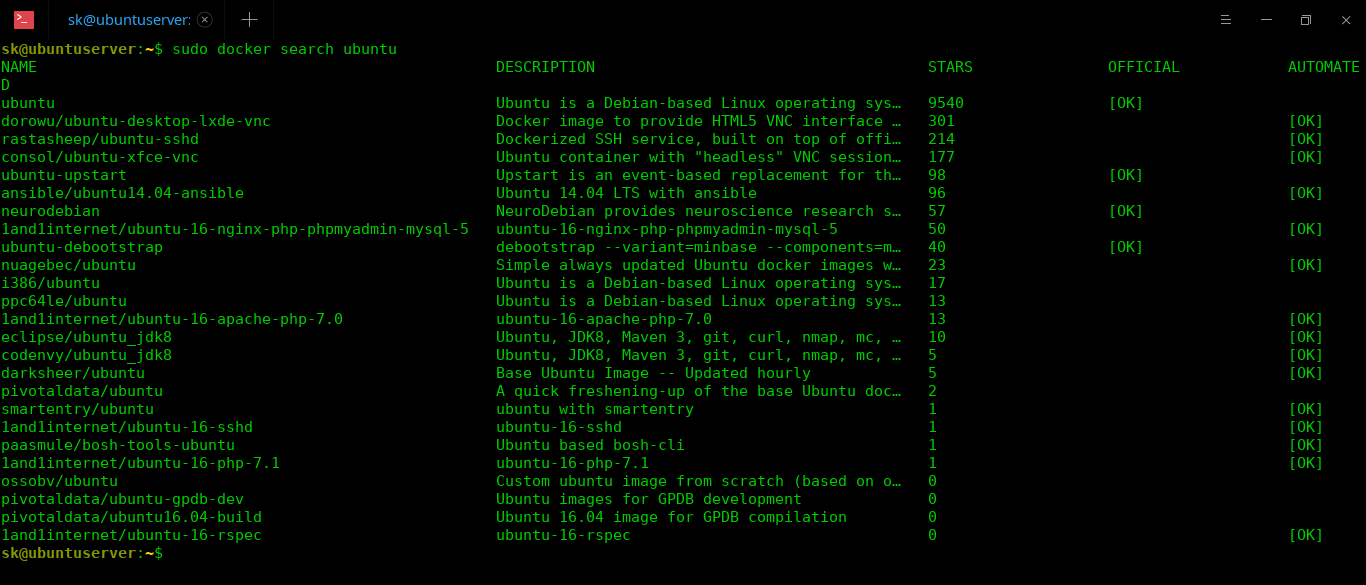 sk@ubuntuserver:
sk@ubuntuserver:~$ sudo docker search ubuntu
NAME DESCRIPTION STARS OFFICIAL AUTOMATE
D
ubuntu Ubuntu is a Debian-based Linux operating sys… 9540 [OK]
dorowu/ubuntu-desktop-lxde-vnc Docker image to provide HTML5 VNC interface … 301 [OK]
rastasheep/ubuntu-sshd Dockerized SSH service, built on top of offi… 214 [OK]
consol/ubuntu-xfce-vnc Ubuntu container with "headless" VNC session… 177 [OK]
ubuntu-upstart Upstart is an event-based replacement for th… 98 [OK]
ansible/ubuntu14.04-ansible Ubuntu 14.04 LTS with ansible 96 [OK]
neurodebian NeuroDebian provides neuroscience research s… 57 [OK]
1and1internet/ubuntu-16-nginx-php-phpmyadmin-mysql-5 ubuntu-16-nginx-php-phpmyadmin-mysql-5 50 [OK]
ubuntu-debootstrap debootstrap --variant=minbase --components=m… 40 [OK]
nuagebec/ubuntu Simple always updated Ubuntu docker images w… 23 [OK]
i386/ubuntu Ubuntu is a Debian-based Linux operating sys… 17
ppc64le/ubuntu Ubuntu is a Debian-based Linux operating sys… 13
1and1internet/ubuntu-16-apache-php-7.0 ubuntu-16-apache-php-7.0 13 [OK]
eclipse/ubuntu_jdk8 Ubuntu, JDK8, Maven 3, git, curl, nmap, mc, … 10 [OK]
codenvy/ubuntu_jdk8 Ubuntu, JDK8, Maven 3, git, curl, nmap, mc, … 5 [OK]
darksheer/ubuntu Base Ubuntu Image -- Updated hourly 5 [OK]
pivotaldata/ubuntu A quick freshening-up of the base Ubuntu doc… 2
smartentry/ubuntu ubuntu with smartentry 1 [OK]
1and1internet/ubuntu-16-sshd ubuntu-16-sshd 1 [OK]
paasmule/bosh-tools-ubuntu Ubuntu based bosh-cli 1 [OK]
1and1internet/ubuntu-16-php-7.1 ubuntu-16-php-7.1 1 [OK]
ossobv/ubuntu Custom ubuntu image from scratch (based on o… 0
pivotaldata/ubuntu-gpdb-dev Ubuntu images for GPDB development 0
pivotaldata/ubuntu16.04-build Ubuntu 16.04 image for GPDB compilation 0
1and1internet/ubuntu-16-rspec ubuntu-16-rspec 0 [OK]
sk@ubuntuserver:~$